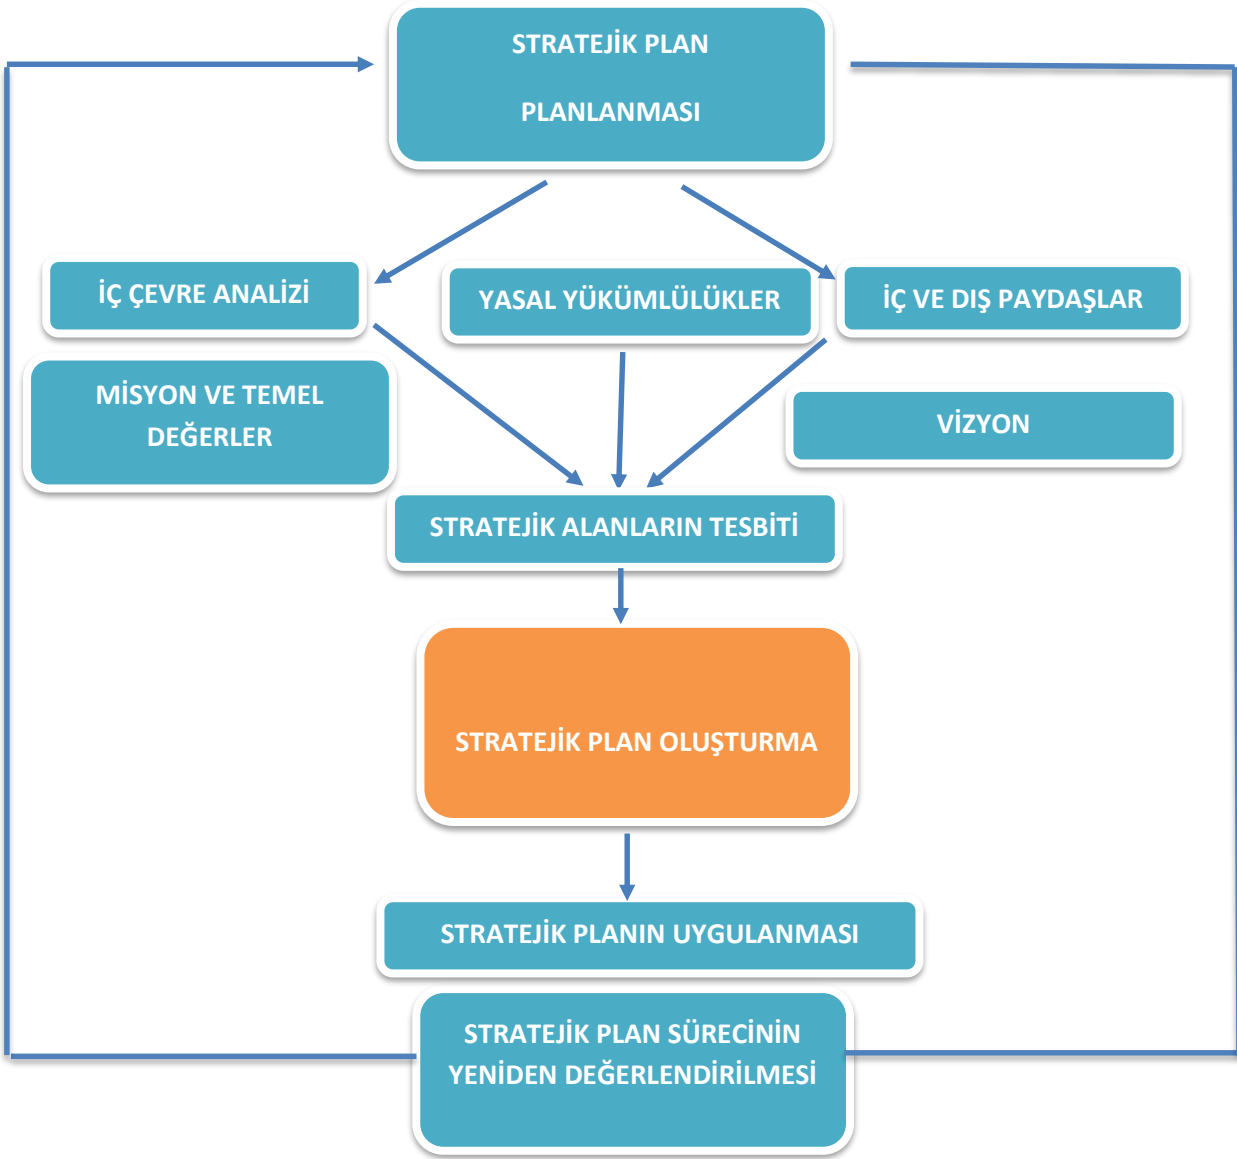 STRATEJİK PLAN
PLANLANMASI
İÇ ÇEVRE ANALİZİ
YASAL YÜKÜMLÜLÜKLER
İÇ VE DIŞ PAYDAŞLAR
MİSYON VE TEMEL
DEĞERLER
VİZYON
STRATEJİK ALANLARIN TESBİTİ
STRATEJİK PLAN OLUŞTURMA
STRATEJİK PLANIN UYGULANMASI
STRATEJİK PLAN SÜRECİNİN
YENİDEN DEĞERLENDİRİLMESİ